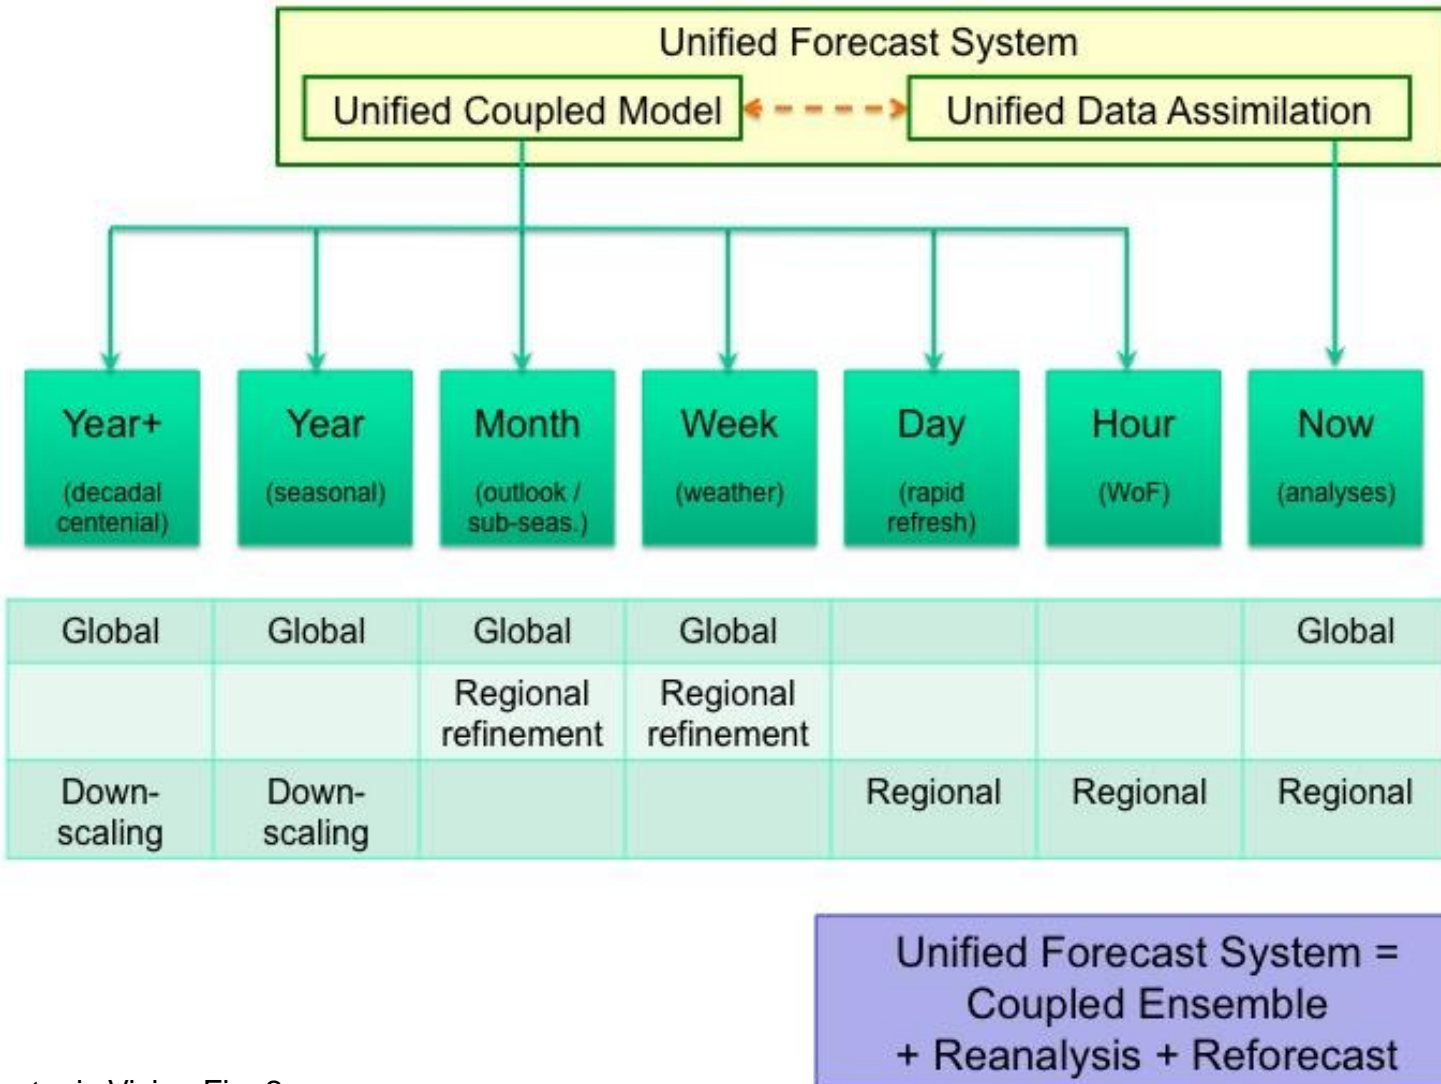 Unified Forecast System
Unified Coupled Model
Unified Data Assimilation
Year+
(decadal
centenial)
Year
(seasonal)
Month
(outlook /
sub-seas.)
Week
(weather)
Day
(rapid
refresh)
Hour
(WoF)
Now
(analyses)
Global Global Global Global Global
Regional
refinement
Regional
refinement
Down-
scaling
Down-
scaling
Regional Regional Regional
Unified Forecast System =
Coupled Ensemble
+ Reanalysis + Reforecast